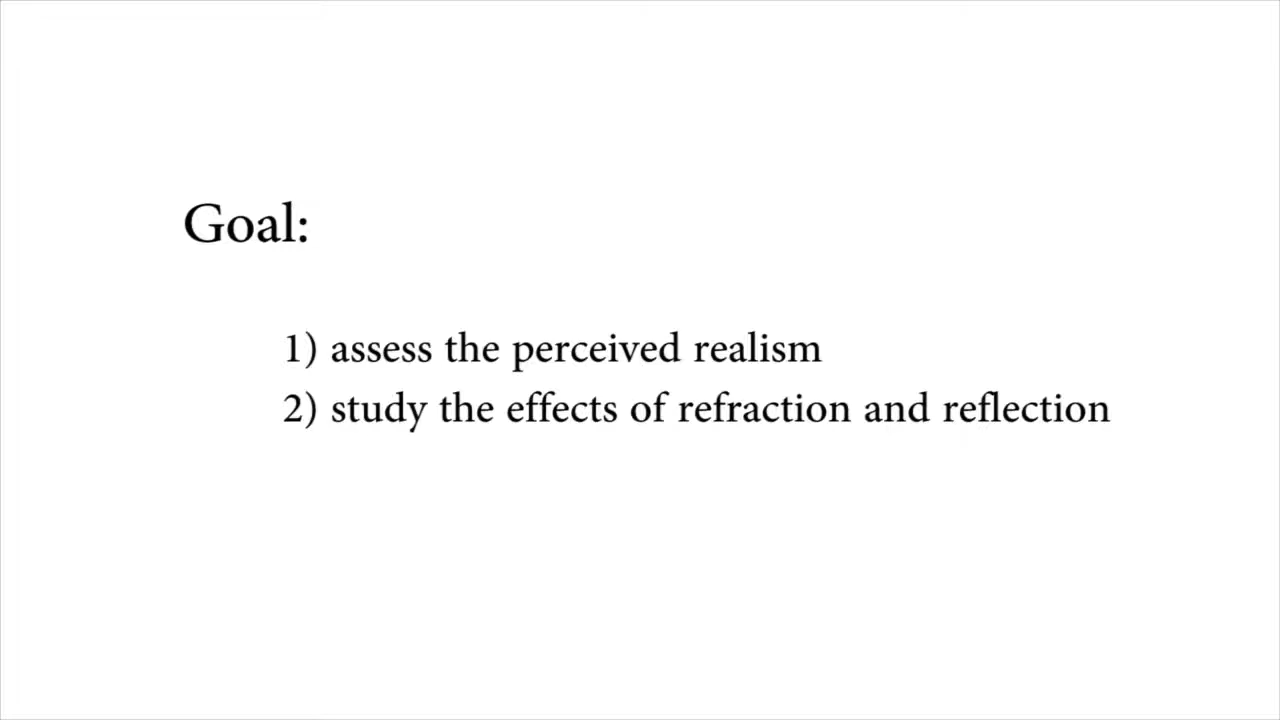 Goal:
1) assess the perceived realism
2) study the effects of refraction and reflection